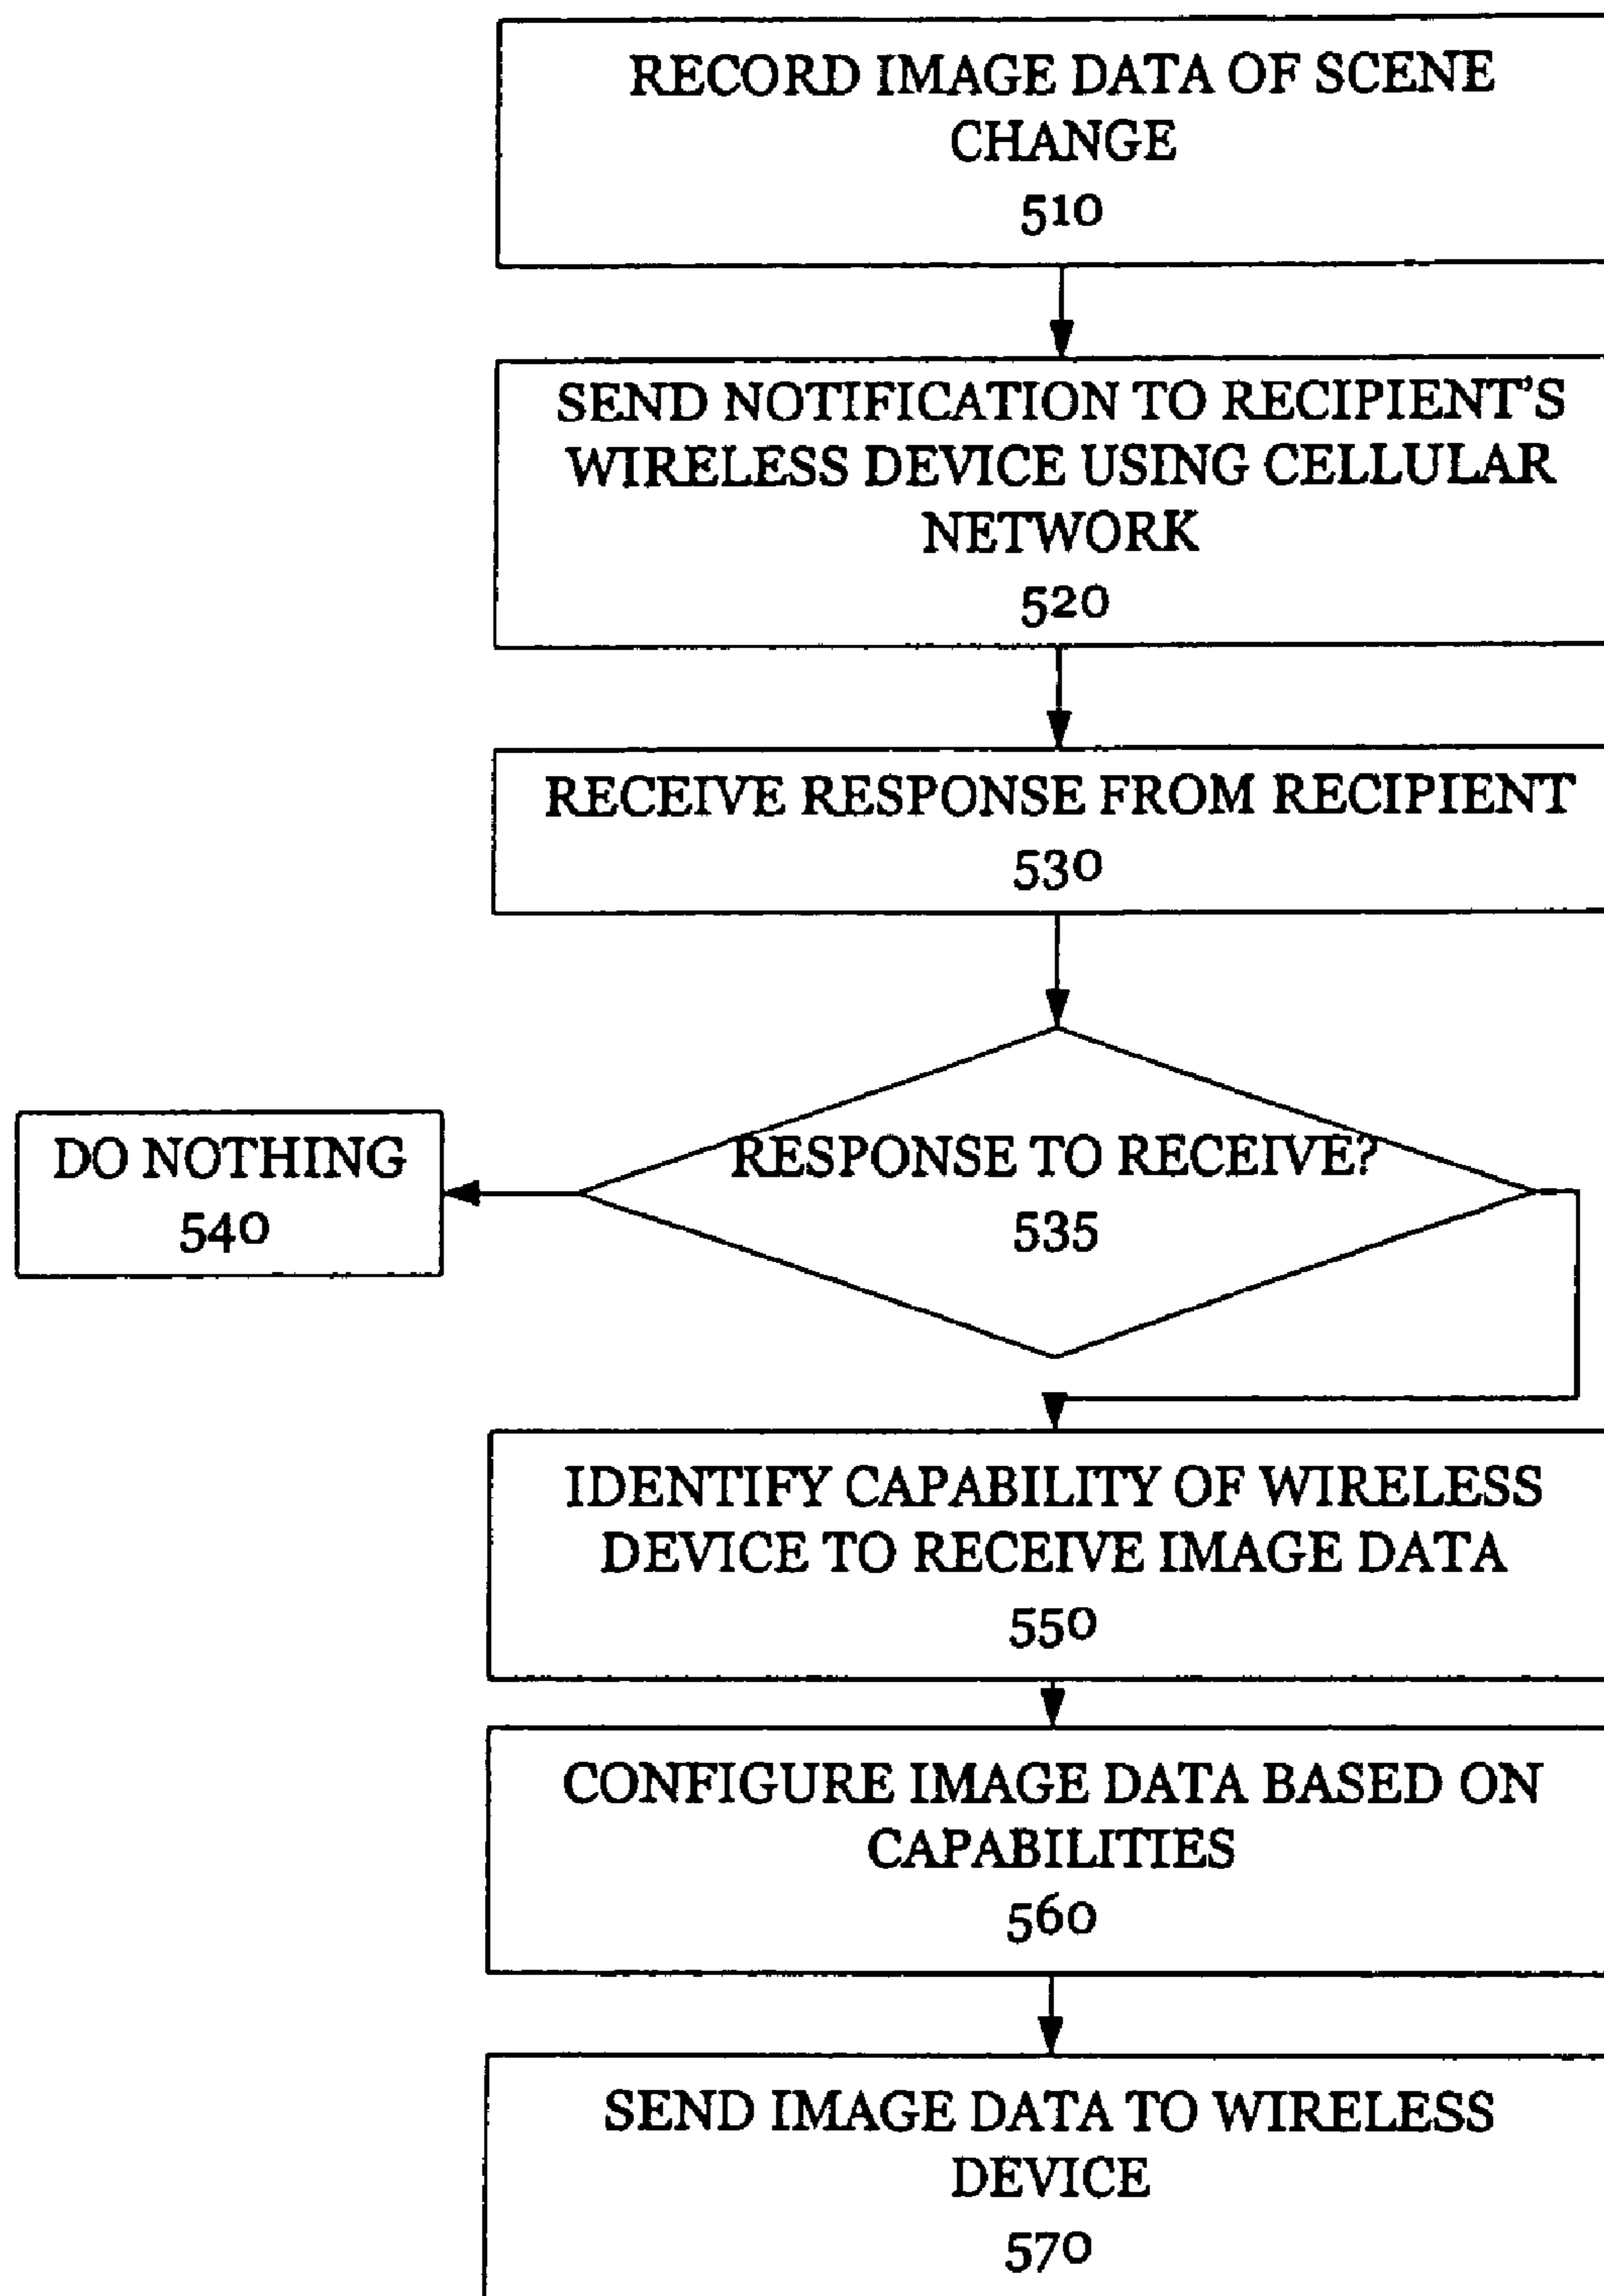 RECORD IMAGE DATA OF SCENE
CHANGE
510
SEND NOTIFICATION TO RECIPIENT'S
WIRELESS DEVICE USING CELLULAR
NETWORK
520
RECEIVE RESPONSE FROM RECIPIENT
530
RESPONSE TO RECEIVE?
535
DO NOTHING
540
IDENTIFY CAPABILITY OF WIRELESS
DEVICE TO RECEIVE IMAGE DATA
550
CONFIGURE IMAGE DATA BASED ON
CAPABILITIES
560
SEND IMAGE DATA TO WIRELESS
DEVICE
570